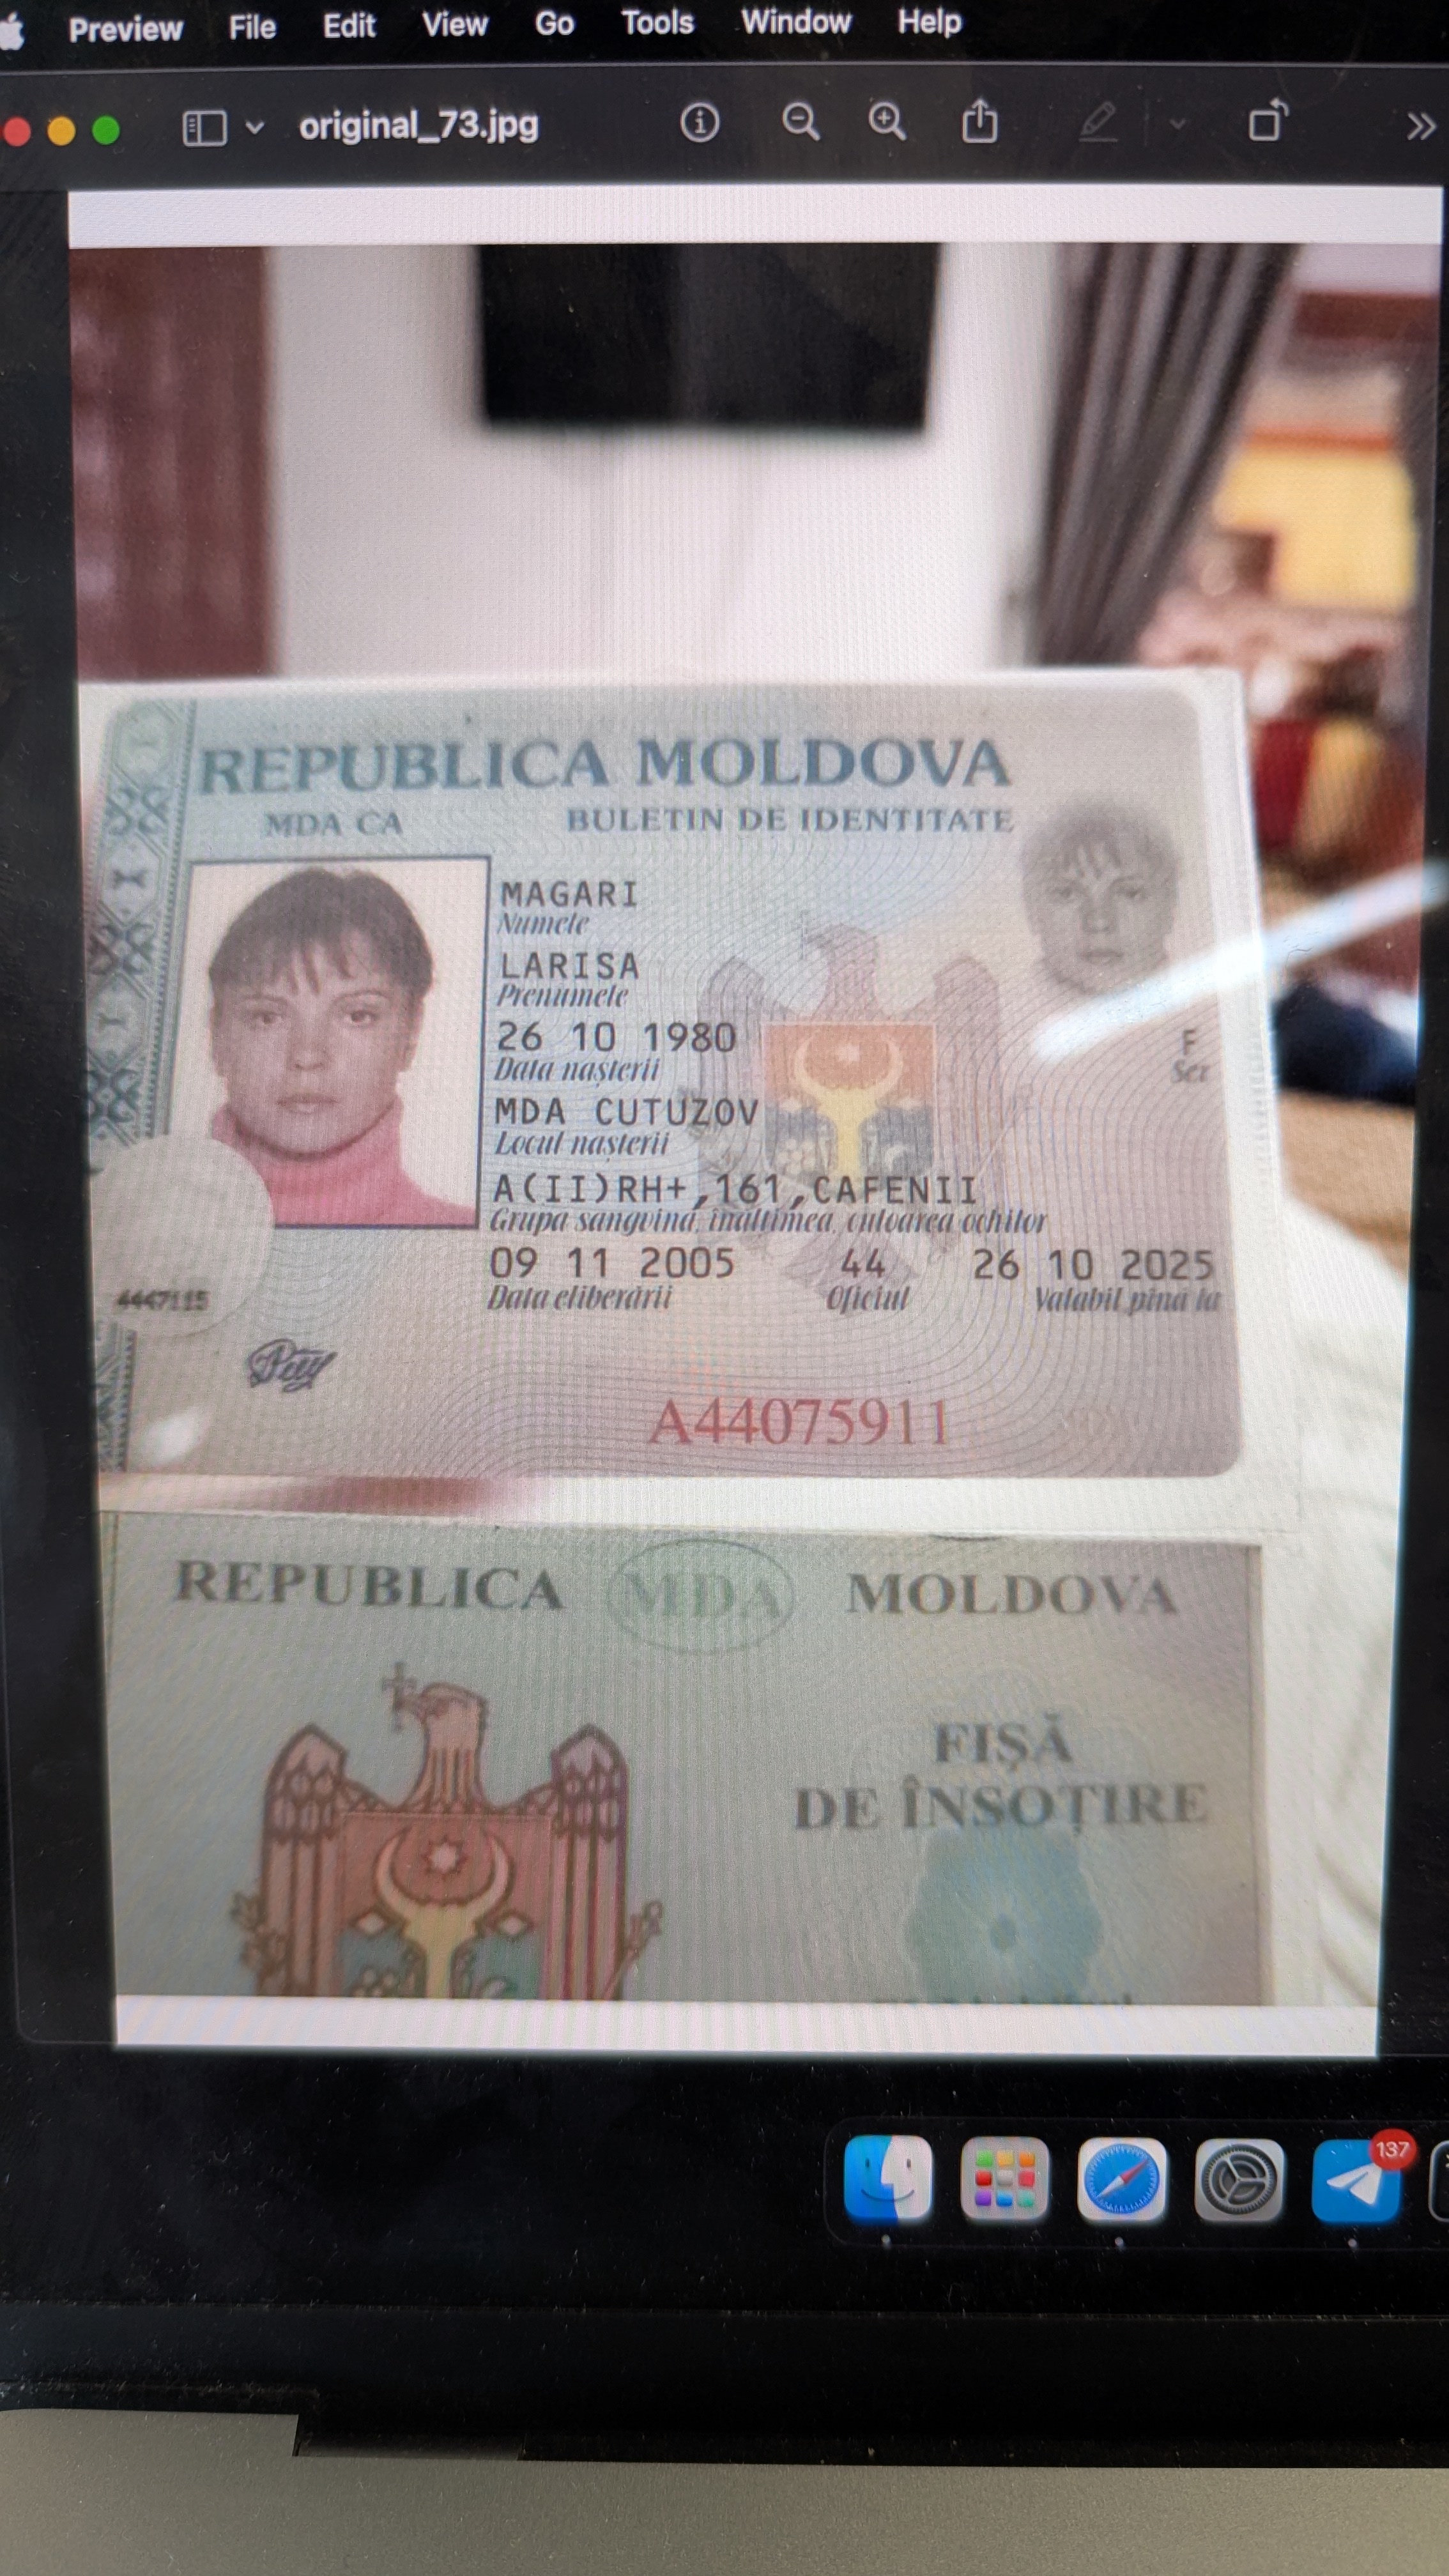 Preview File Edit View Go Tools Window Help
original_73.jpg
REPUBLICA MOLDOVA
MDA CA BULETIN DE IDENTITATE
MAGARI
Numele
LARISA
Prenumele
26 10 1980
Data nașterii
F
Sex
MDA CUTUZOV
Locul nașterii
A(II)RH+,161,CAFENII
Grupa sangvină, înălțimea, culoarea ochilor
09 11 2005 44 26 10 2025
Data eliberării Oficiul Valabil pîna la
4447115
A44075911
REPUBLICA MDA MOLDOVA
FIȘĂ
DE ÎNSOȚIRE
137